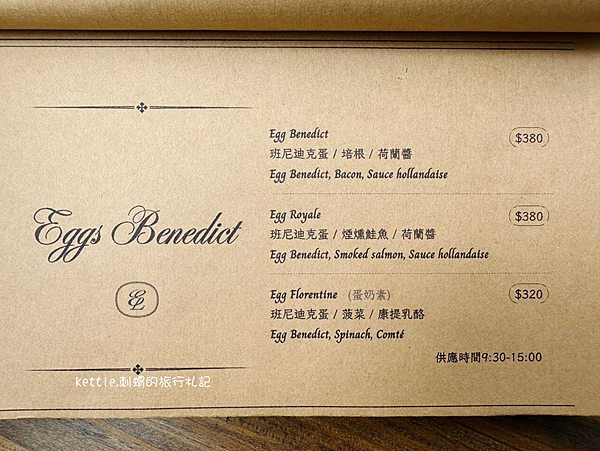 Eggs Benedict
EL
Egg Benedict
$380
班尼迪克蛋 / 培根 / 荷蘭醬
Egg Benedict, Bacon, Sauce hollandaise
Egg Royale
$380
班尼迪克蛋 / 煙燻鮭魚 / 荷蘭醬
Egg Benedict, Smoked salmon, Sauce hollandaise
Egg Florentine (蛋奶素)
$320
班尼迪克蛋 / 菠菜 / 康提乳酪
Egg Benedict, Spinach, Comté
供應時間9:30-15:00
kettle.刺蝟的旅行札記